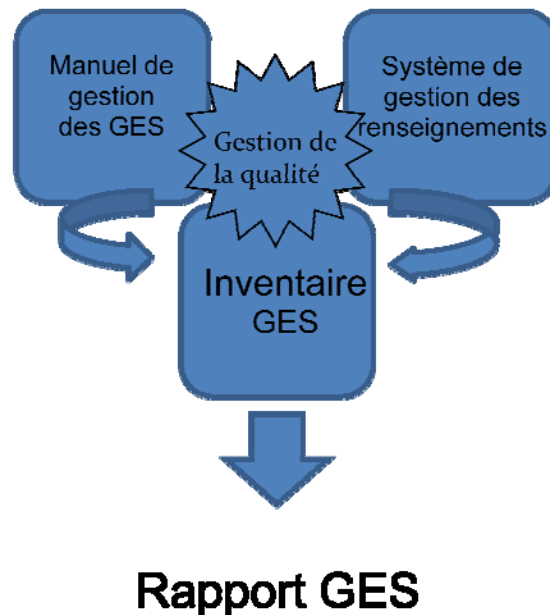 Manuel de
gestion
des GES
Système de
gestion des
renseignements
Gestion de
la qualité
Inventaire
GES
Rapport GES